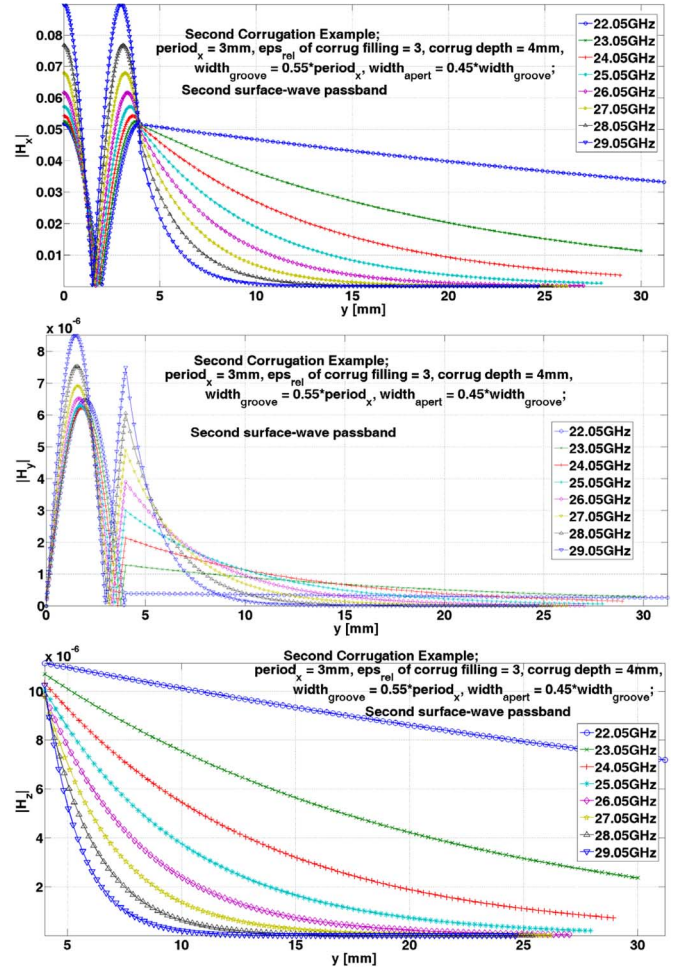 Second Corrugation Example;
period_x = 3mm, eps_rel of corrug filling = 3, corrug depth = 4mm,
width_groove = 0.55*period_x, width_apert = 0.45*width_groove;
Second surface-wave passband
22.05GHz
23.05GHz
24.05GHz
25.05GHz
26.05GHz
27.05GHz
28.05GHz
29.05GHz
|H_x|
0.08
0.07
0.06
0.05
0.04
0.03
0.02
0.01
0 5 10 15 20 25 30
y [mm]
x 10^-6
Second Corrugation Example;
period_x = 3mm, eps_rel of corrug filling = 3, corrug depth = 4mm,
width_groove = 0.55*period_x, width_apert = 0.45*width_groove;
Second surface-wave passband
22.05GHz
23.05GHz
24.05GHz
25.05GHz
26.05GHz
27.05GHz
28.05GHz
29.05GHz
|H_y|
8
7
6
5
4
3
2
1
0
0 5 10 15 20 25 30
y [mm]
x 10^-6
Second Corrugation Example;
period_x = 3mm, eps_rel of corrug filling = 3, corrug depth = 4mm,
width_groove = 0.55*period_x, width_apert = 0.45*width_groove;
Second surface-wave passband
22.05GHz
23.05GHz
24.05GHz
25.05GHz
26.05GHz
27.05GHz
28.05GHz
29.05GHz
|H_z|
10
8
6
4
2
5 10 15 20 25 30
y [mm]